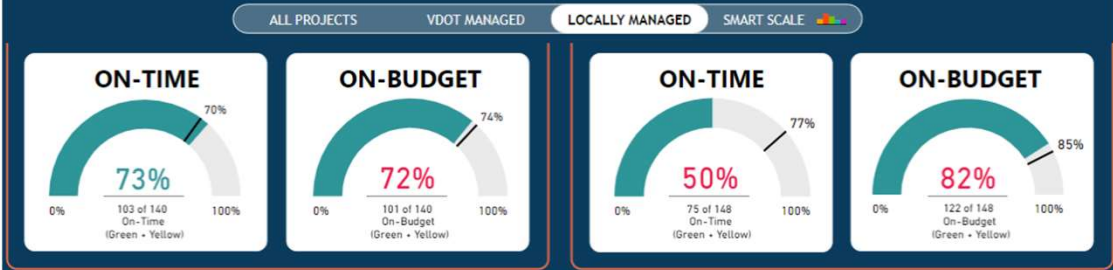 ALL PROJECTS VDOT MANAGED LOCALLY MANAGED SMART SCALE
ON-TIME
70%
73%
0% 100%
103 of 140
On-Time
(Green + Yellow)
ON-BUDGET
74%
72%
0% 100%
101 of 140
On-Budget
(Green + Yellow)
ON-TIME
77%
50%
0% 100%
75 of 148
On-Time
(Green + Yellow)
ON-BUDGET
85%
82%
0% 100%
122 of 148
On-Budget
(Green + Yellow)